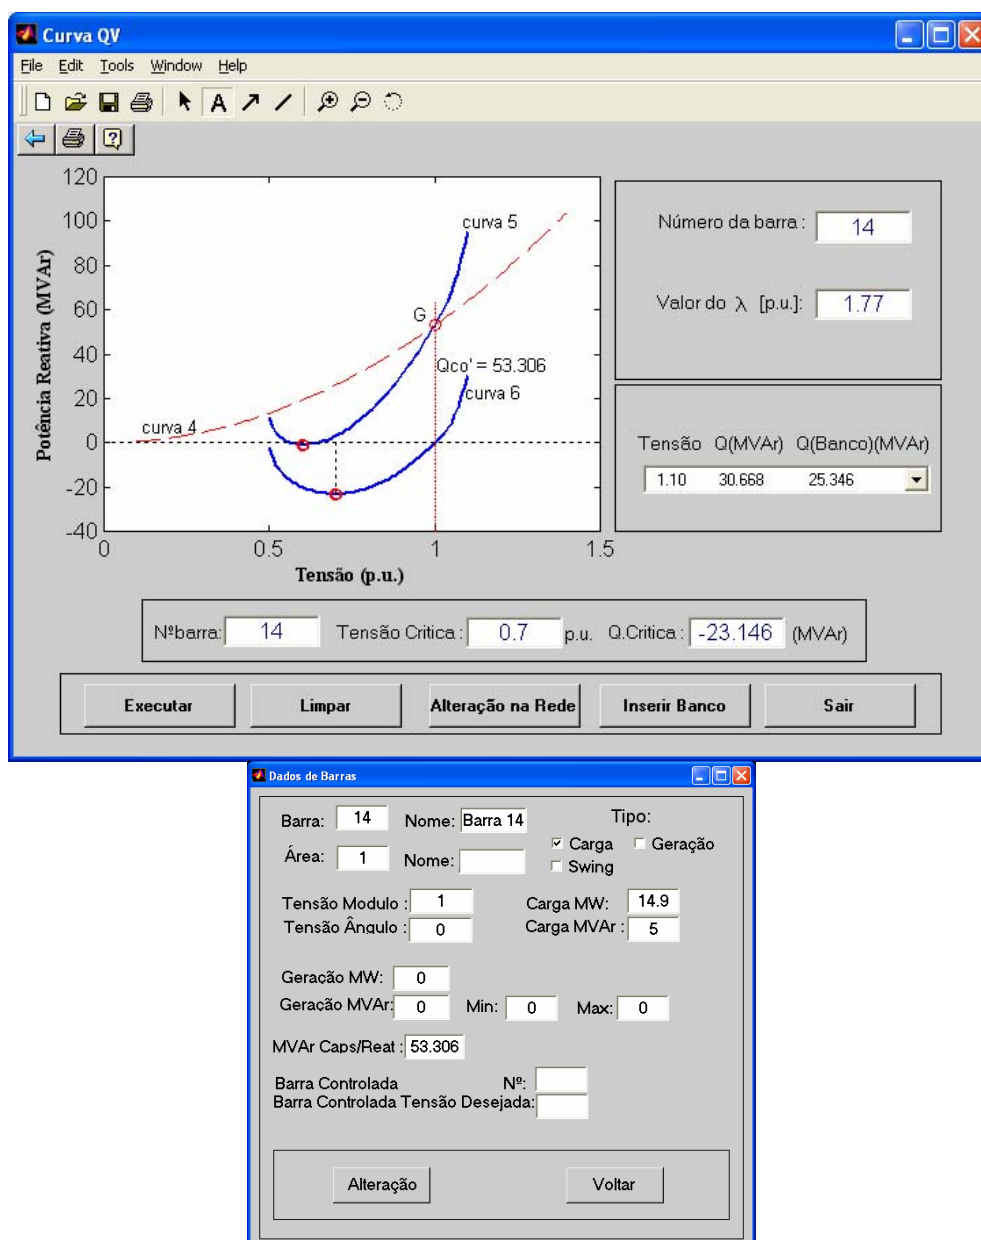 Curva QV
File Edit Tools Window Help
Potência Reativa (MVAr)
120
100
80
60
40
20
0
-20
-40
0 0.5 1 1.5
Tensão (p.u.)
curva 5
G
Qco' = 53.306
curva 6
curva 4
Número da barra : 14
Valor do λ [p.u.]: 1.77
Tensão Q(MVAr) Q(Banco)(MVAr)
1.10 30.668 25.346
Nºbarra: 14 Tensão Critica : 0.7 p.u. Q.Critica : -23.146 (MVAr)
Executar Limpar Alteração na Rede Inserir Banco Sair
Dados de Barras
Barra: 14 Nome: Barra 14 Tipo:
Carga Geração
Área: 1 Nome:
Swing
Tensão Modulo : 1 Carga MW: 14.9
Tensão Ângulo : 0 Carga MVAr : 5
Geração MW: 0
Geração MVAr: 0 Min: 0 Max: 0
MVAr Caps/Reat : 53.306
Barra Controlada Nº:
Barra Controlada Tensão Desejada:
Alteração Voltar